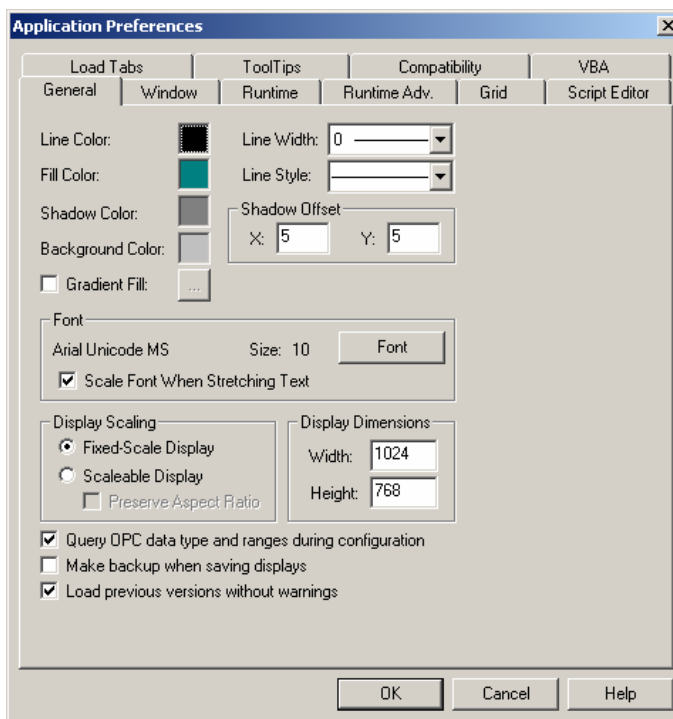 Application Preferences
Load Tabs ToolTips Compatibility VBA
General Window Runtime Runtime Adv. Grid Script Editor
Line Color: Line Width: 0
Fill Color: Line Style:
Shadow Color: Shadow Offset
X: 5 Y: 5
Background Color:
Gradient Fill: ...
Font
Arial Unicode MS Size: 10 Font
Scale Font When Stretching Text
Display Scaling Display Dimensions
Fixed-Scale Display Width: 1024
Scaleable Display
Preserve Aspect Ratio Height: 768
Query OPC data type and ranges during configuration
Make backup when saving displays
Load previous versions without warnings
OK Cancel Help